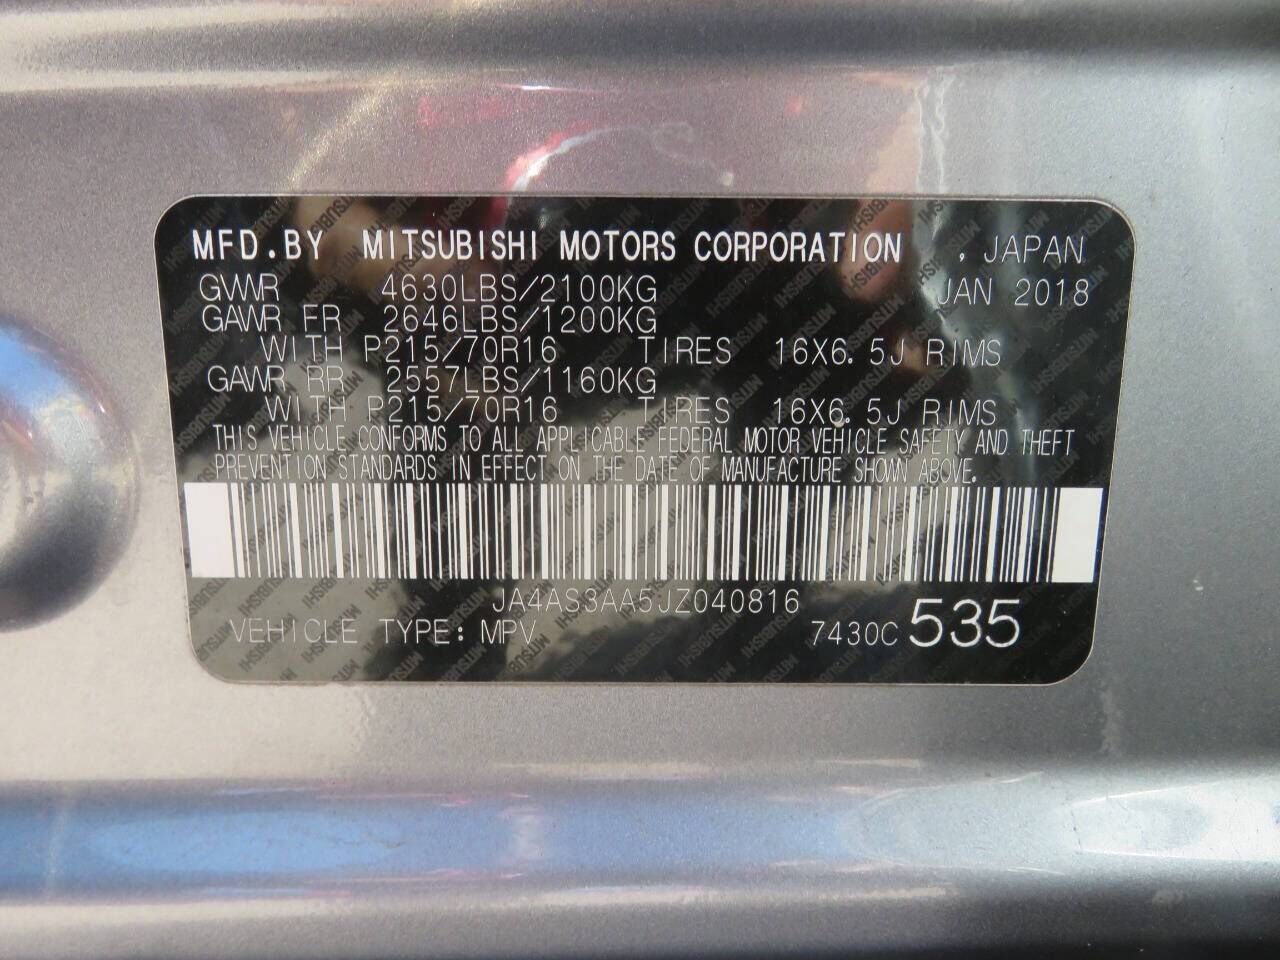 MFD.BY MITSUBISHI MOTORS CORPORATION , JAPAN
GVWR 4630LBS/2100KG JAN 2018
GAWR FR 2646LBS/1200KG
WITH P215/70R16 TIRES 16X6.5J RIMS
GAWR RR 2557LBS/1160KG
WITH P215/70R16 TIRES 16X6.5J RIMS
THIS VEHICLE CONFORMS TO ALL APPLICABLE FEDERAL MOTOR VEHICLE SAFETY AND THEFT
PREVENTION STANDARDS IN EFFECT ON THE DATE OF MANUFACTURE SHOWN ABOVE.
JA4AS3AA5JZ040816
VEHICLE TYPE: MPV 7430C 535